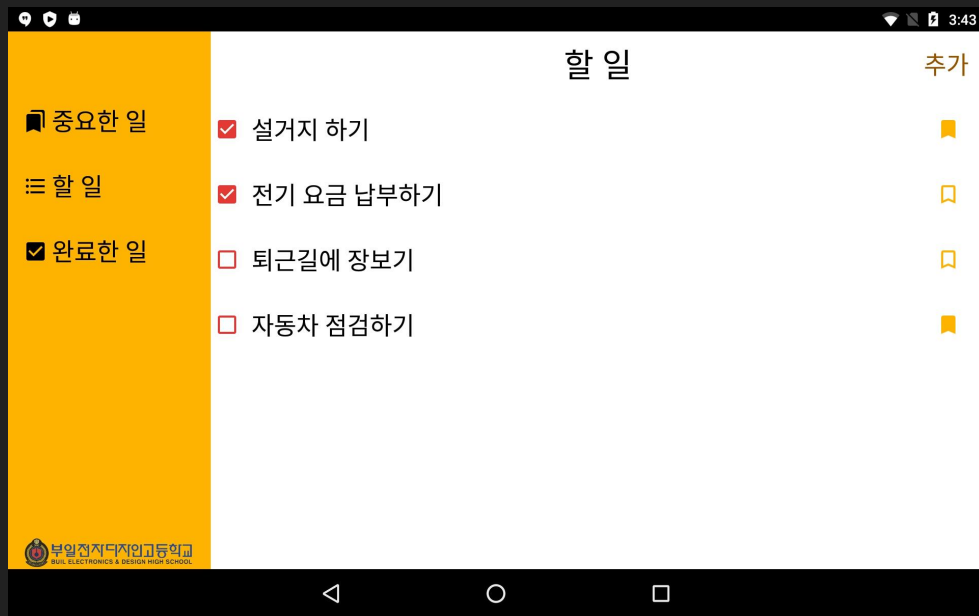 3:43
할 일
추가
중요한 일
할 일
완료한 일
설거지 하기
전기 요금 납부하기
퇴근길에 장보기
자동차 점검하기
부일전자디자인고등학교
BUIL ELECTRONICS & DESIGN HIGH SCHOOL